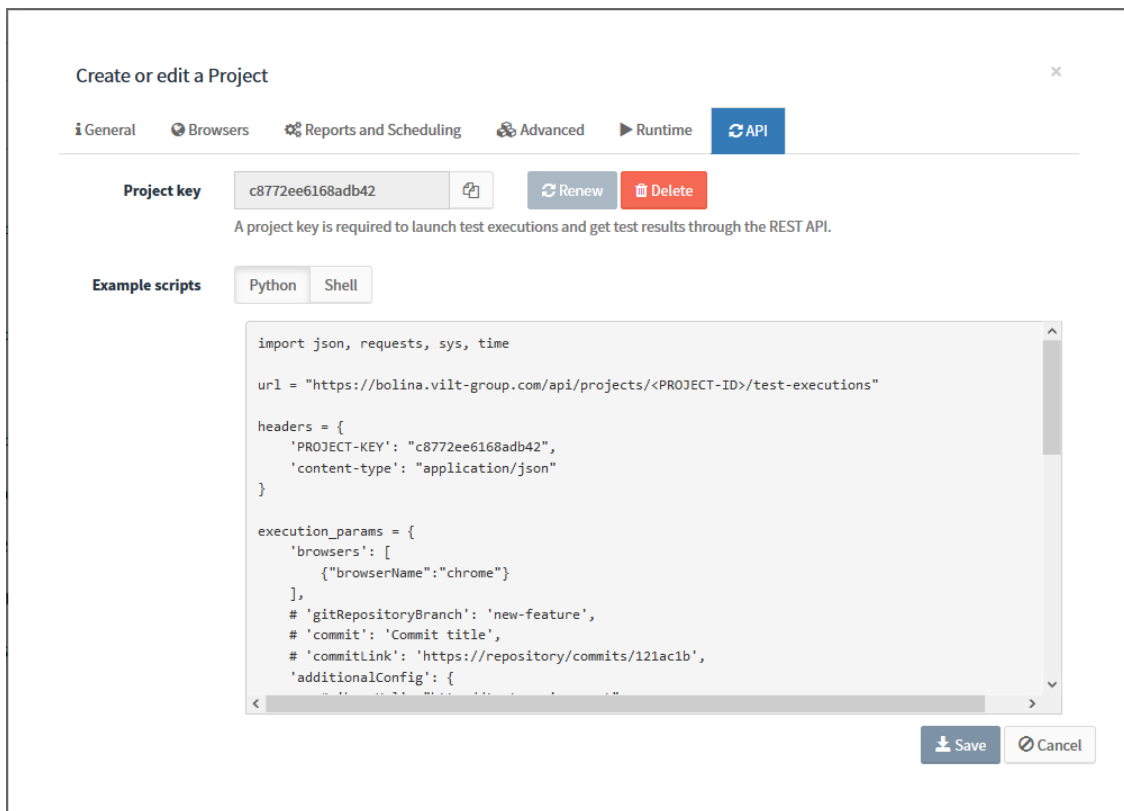 Create or edit a Project
×
General Browsers Reports and Scheduling Advanced Runtime API
Project key c8772ee6168adb42 Renew Delete
A project key is required to launch test executions and get test results through the REST API.
Example scripts Python Shell
import json, requests, sys, time
url = "https://bolina.vilt-group.com/api/projects/<PROJECT-ID>/test-executions"
headers = {
    'PROJECT-KEY': "c8772ee6168adb42",
    'content-type': "application/json"
}
execution_params = {
    'browsers': [
        {"browserName":"chrome"}
    ],
    # 'gitRepositoryBranch': 'new-feature',
    # 'commit': 'Commit title',
    # 'commitLink': 'https://repository/commits/121ac1b',
    'additionalConfig': {
Save Cancel